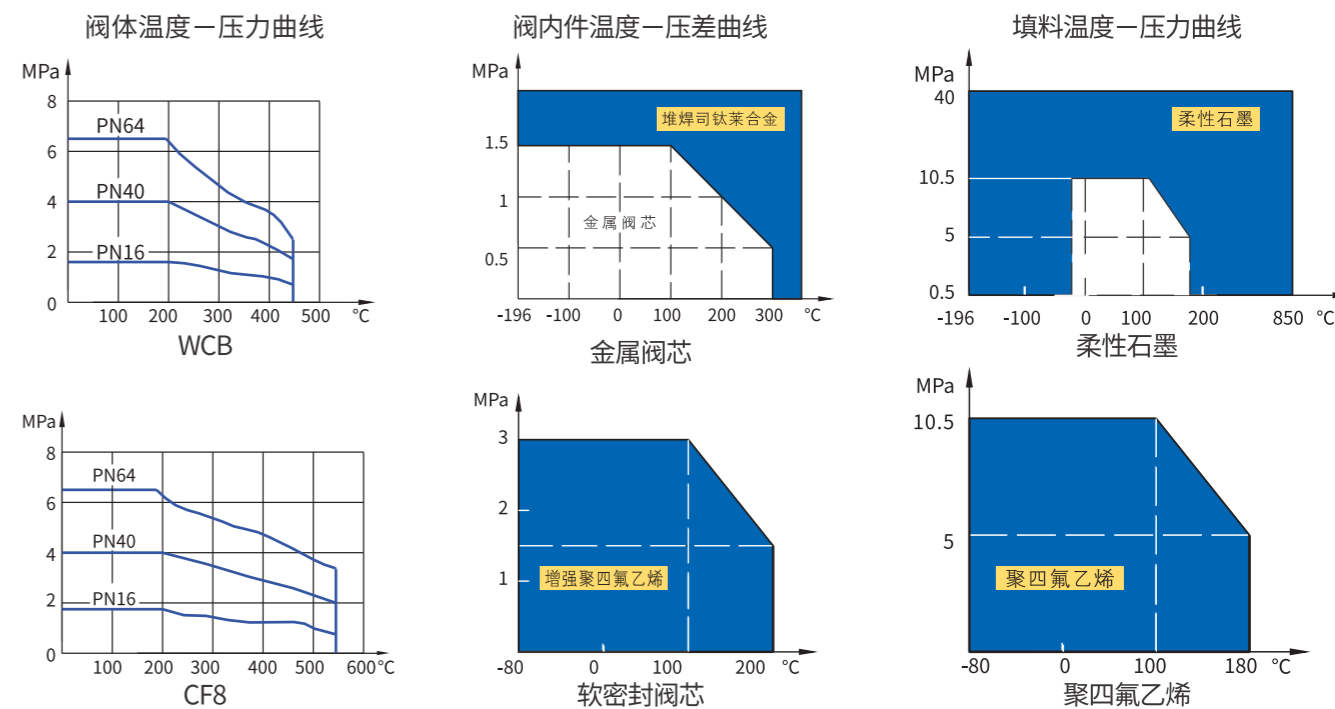 阀体温度－压力曲线
MPa
8
6
4
2
0
PN64
PN40
PN16
100 200 300 400 500 ℃
WCB
阀内件温度－压差曲线
MPa
1.5
1
0.5
堆焊司钛莱合金
金属阀芯
-196 -100 0 100 200 300 ℃
金属阀芯
填料温度－压力曲线
MPa
40
10.5
5
0.5
柔性石墨
-196 -100 0 100 200 850 ℃
柔性石墨
MPa
8
6
4
2
0
PN64
PN40
PN16
100 200 300 400 500 600℃
CF8
MPa
3
2
1
增强聚四氟乙烯
-80 0 100 200 ℃
软密封阀芯
MPa
10.5
5
聚四氟乙烯
-80 0 100 180 ℃
聚四氟乙烯